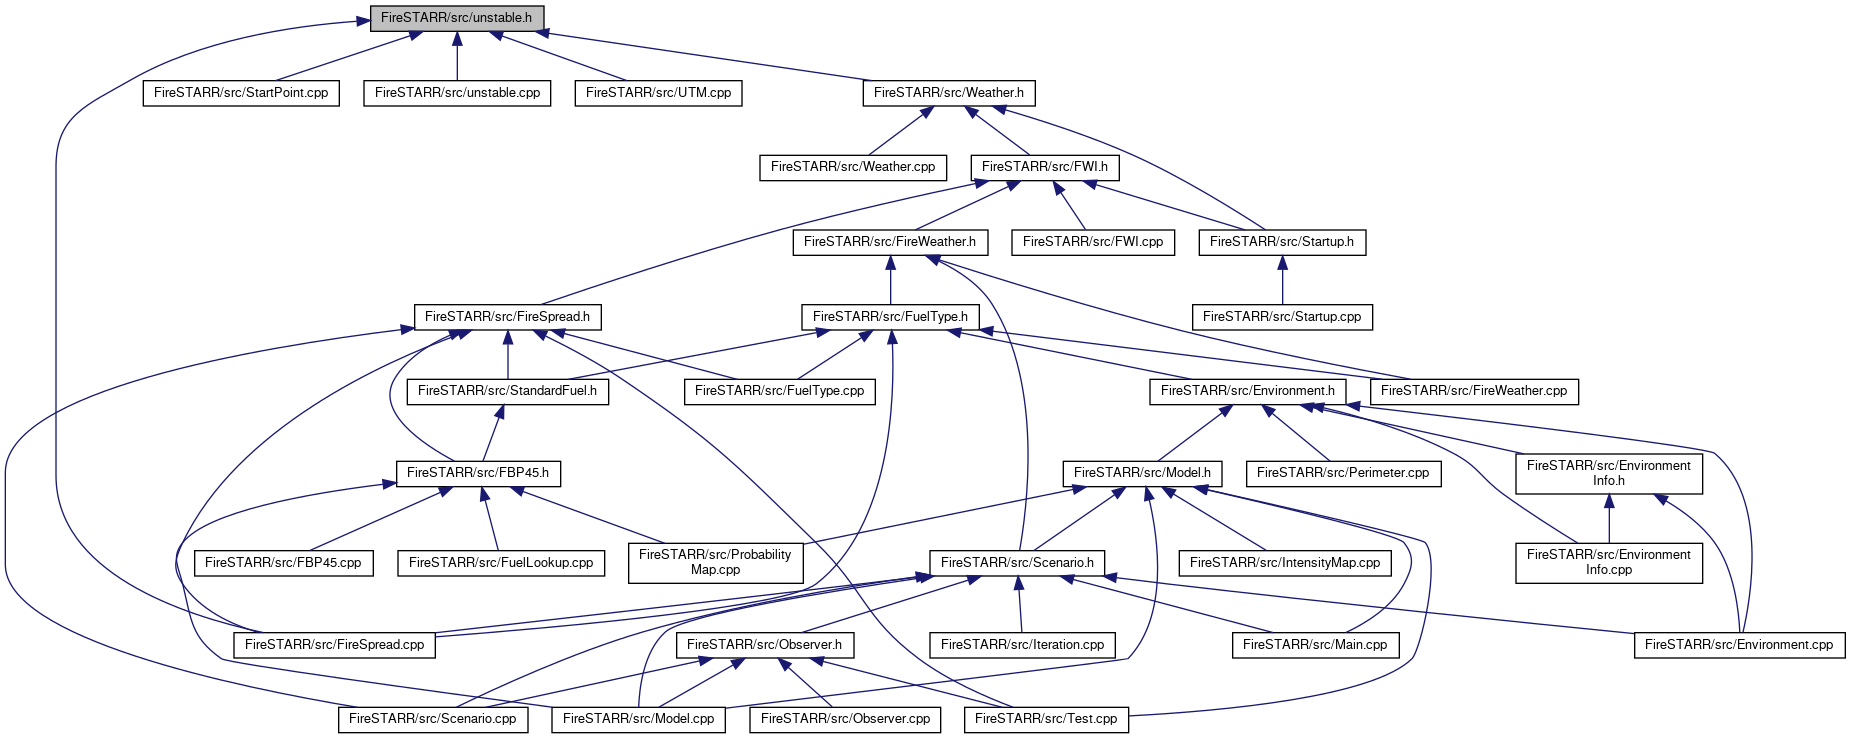 FireSTARR/src/unstable.h
FireSTARR/src/StartPoint.cpp
FireSTARR/src/unstable.cpp
FireSTARR/src/UTM.cpp
FireSTARR/src/Weather.h
FireSTARR/src/Weather.cpp
FireSTARR/src/FWI.h
FireSTARR/src/FireWeather.h
FireSTARR/src/FWI.cpp
FireSTARR/src/Startup.h
FireSTARR/src/FireSpread.h
FireSTARR/src/FuelType.h
FireSTARR/src/Startup.cpp
FireSTARR/src/StandardFuel.h
FireSTARR/src/FuelType.cpp
FireSTARR/src/Environment.h
FireSTARR/src/FireWeather.cpp
FireSTARR/src/FBP45.h
FireSTARR/src/Model.h
FireSTARR/src/Perimeter.cpp
FireSTARR/src/Environment
Info.h
FireSTARR/src/FBP45.cpp
FireSTARR/src/FuelLookup.cpp
FireSTARR/src/Probability
Map.cpp
FireSTARR/src/Scenario.h
FireSTARR/src/IntensityMap.cpp
FireSTARR/src/Environment
Info.cpp
FireSTARR/src/FireSpread.cpp
FireSTARR/src/Observer.h
FireSTARR/src/Iteration.cpp
FireSTARR/src/Main.cpp
FireSTARR/src/Environment.cpp
FireSTARR/src/Scenario.cpp
FireSTARR/src/Model.cpp
FireSTARR/src/Observer.cpp
FireSTARR/src/Test.cpp